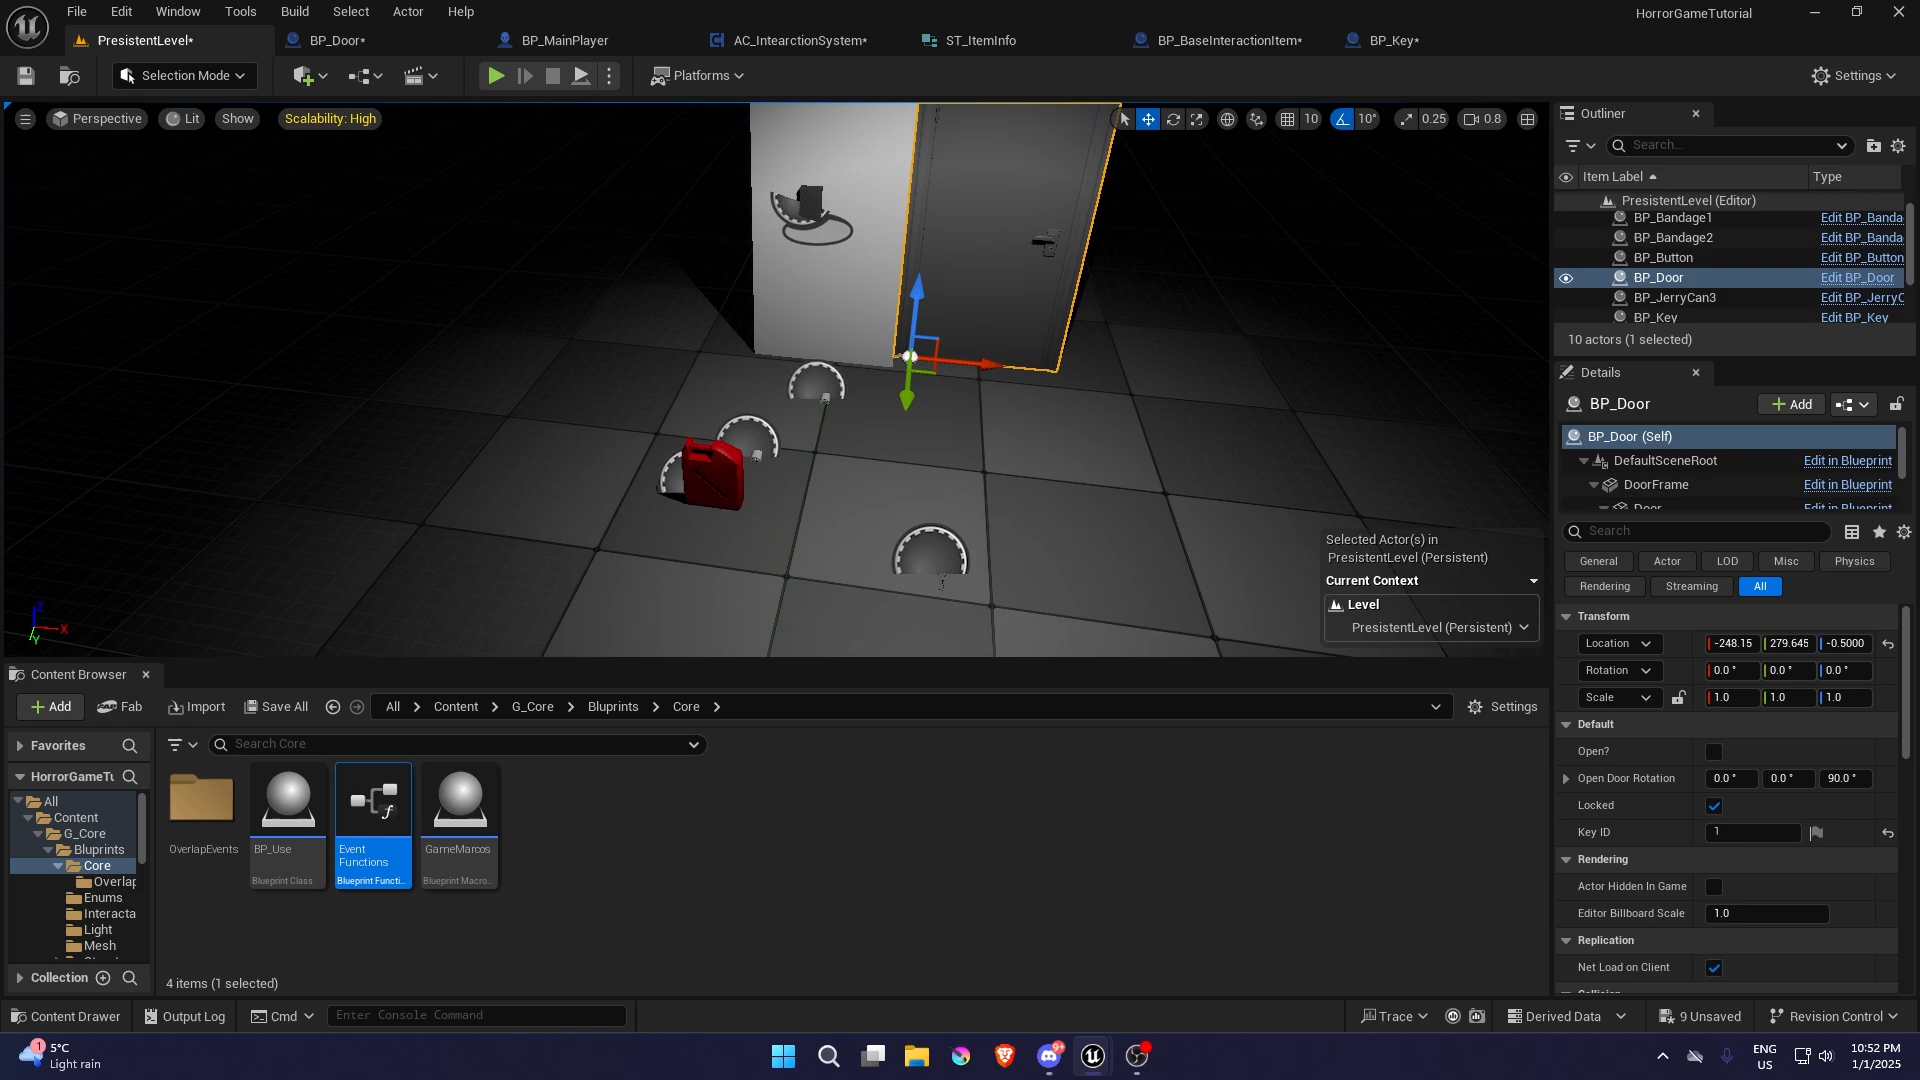 File Edit Window Tools Build Select Actor Help
HorrorGameTutorial
PresistentLevel* BP_Door* BP_MainPlayer AC_IntearctionSystem* ST_ItemInfo BP_BaseInteractionItem* BP_Key*
Selection Mode Platforms Settings
Perspective Lit Show Scalability: High 10 10° 0.25 0.8
Selected Actor(s) in
PresistentLevel (Persistent)
Current Context
Level
PresistentLevel (Persistent)
Outliner
Search...
Item Label Type
PresistentLevel (Editor)
BP_Bandage1 Edit BP_Banda
BP_Bandage2 Edit BP_Banda
BP_Button Edit BP_Button
BP_Door Edit BP_Door
BP_JerryCan3 Edit BP_JerryC
BP_Key Edit BP_Key
10 actors (1 selected)
Details
BP_Door Add
BP_Door (Self)
DefaultSceneRoot Edit in Blueprint
DoorFrame Edit in Blueprint
Door Edit in Blueprint
Search
General Actor LOD Misc Physics
Rendering Streaming All
Transform
Location -248.15 279.645 -0.5000
Rotation 0.0 ° 0.0 ° 0.0 °
Scale 1.0 1.0 1.0
Default
Open?
Open Door Rotation 0.0 ° 0.0 ° 90.0 °
Locked
Key ID 1
Rendering
Actor Hidden In Game
Editor Billboard Scale 1.0
Replication
Net Load on Client
Collision
Content Browser
Add Fab Import Save All All Content G_Core Bluprints Core Settings
Favorites Search Core
HorrorGameTu
All
Content
G_Core
Bluprints
Core
Overlap
Enums
Interacta
Light
Mesh
Collection
OverlapEvents
BP_Use
Blueprint Class
Event
Functions
Blueprint Functi...
GameMarcos
Blueprint Macro...
4 items (1 selected)
Content Drawer Output Log Cmd Enter Console Command Trace Derived Data 9 Unsaved Revision Control
1
5°C
Light rain
9+
ENG
US
10:52 PM
1/1/2025
X
Y
Z